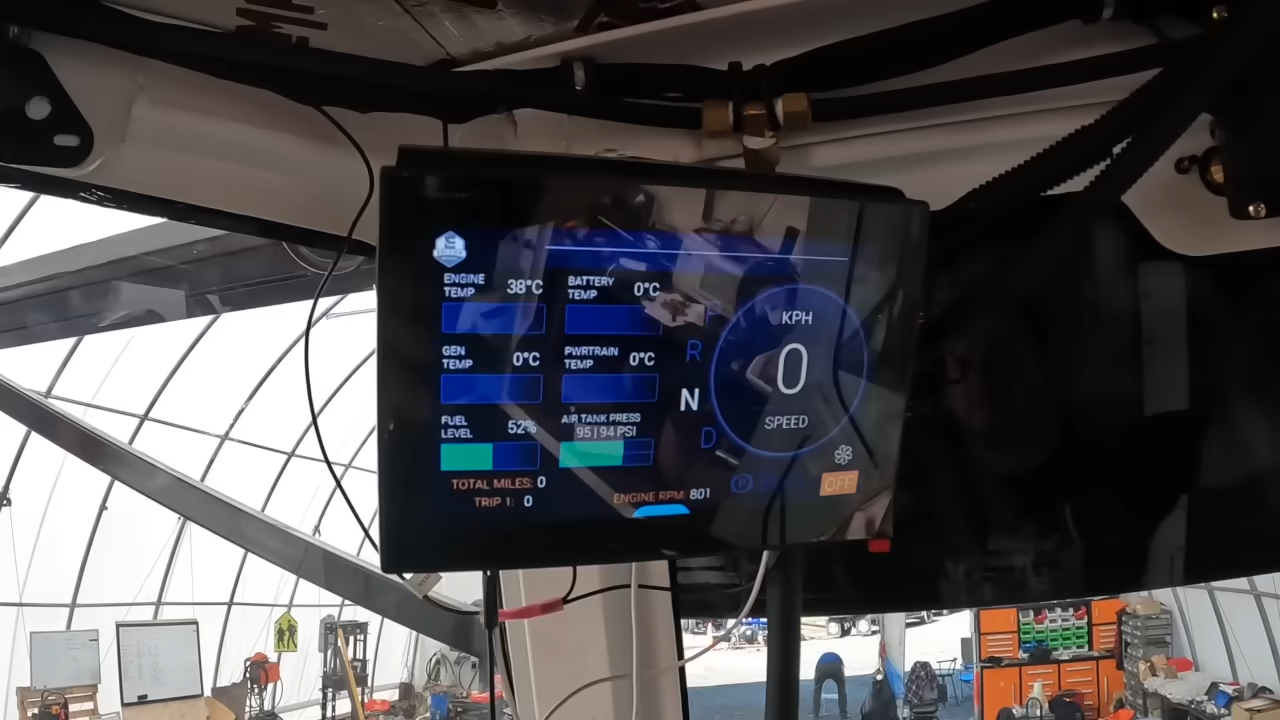 ENGINE TEMP 38°C
BATTERY TEMP 0°C
GEN TEMP 0°C
PWRTRAIN TEMP 0°C
FUEL LEVEL 52%
AIR TANK PRESS
95 | 94 PSI
TOTAL MILES: 0
TRIP 1: 0
ENGINE RPM: 801
R
N
D
KPH
0
SPEED
P
OFF